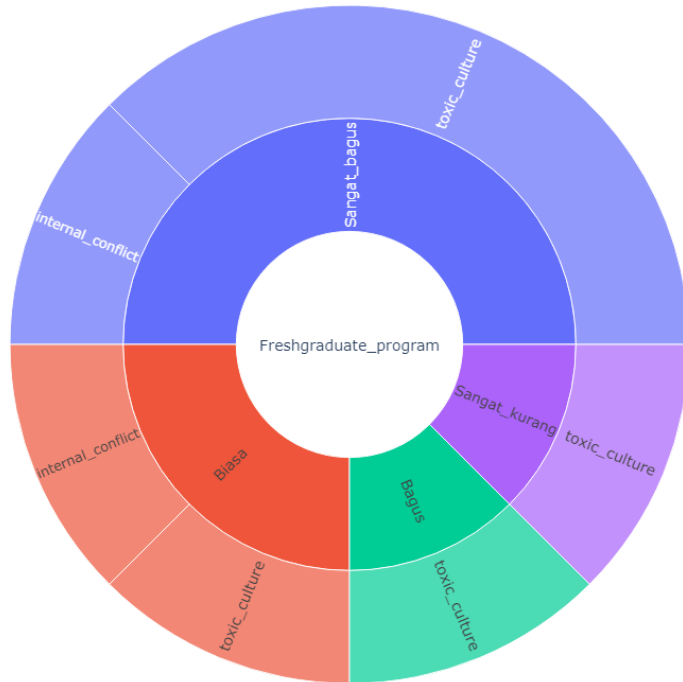 toxic_culture
Sangat_bagus
internal_conflict
Freshgraduate_program
Sangat_kurang
toxic_culture
internal_conflict
Biasa
Bagus
toxic_culture
toxic_culture